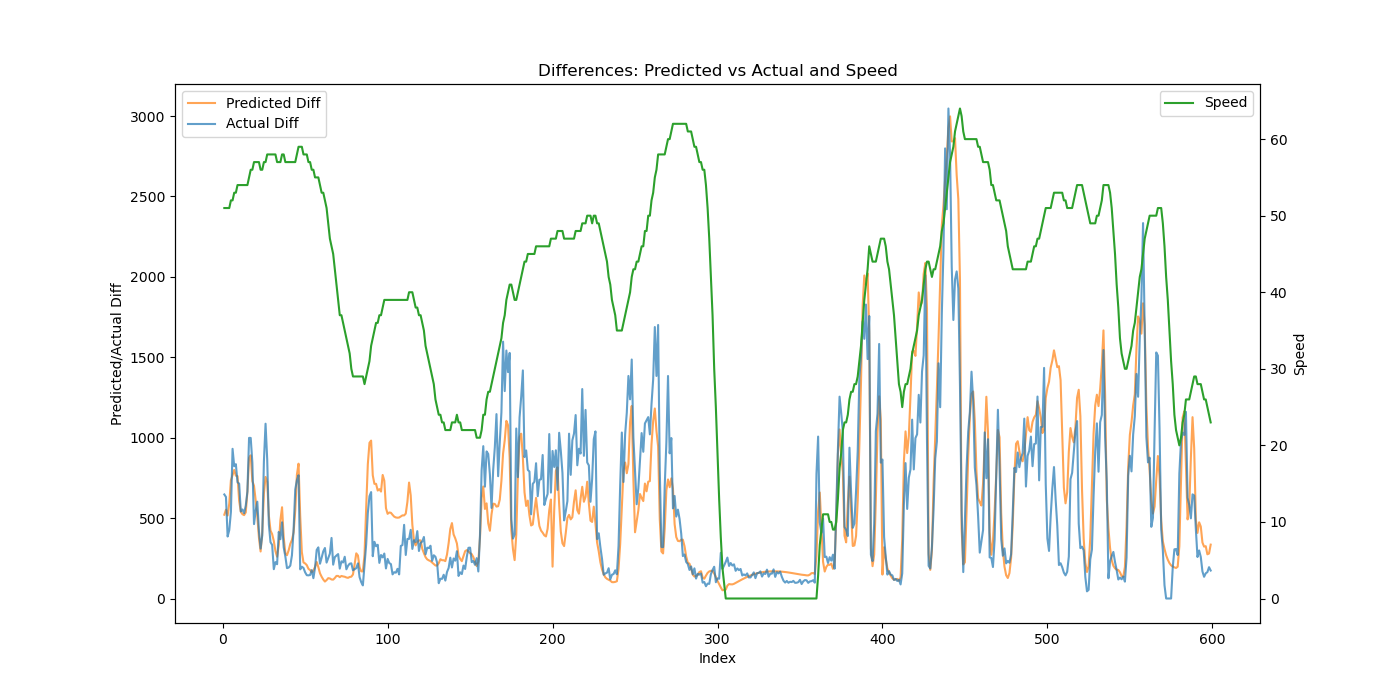 Differences: Predicted vs Actual and Speed
Predicted Diff
Actual Diff
Speed
3000
2500
2000
1500
1000
500
0
Predicted/Actual Diff
60
50
40
30
20
10
0
Speed
0 100 200 300 400 500 600
Index